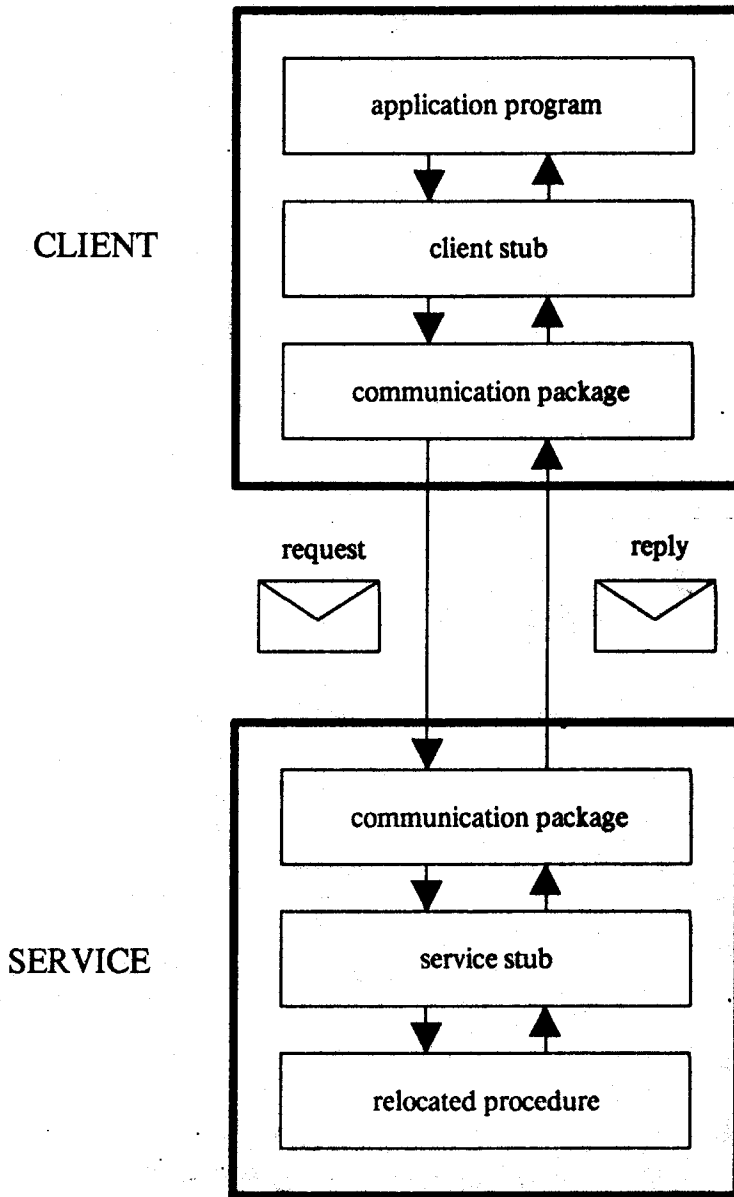 application program
CLIENT
client stub
communication package
request
reply
communication package
SERVICE
service stub
relocated procedure